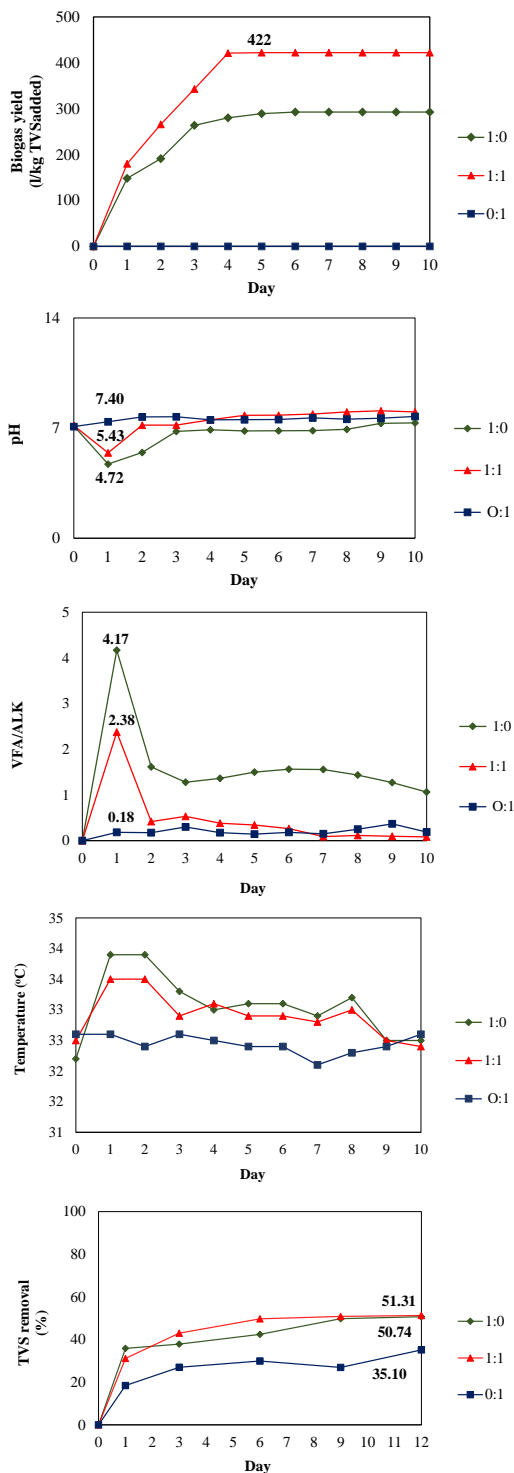 500
400
300
200
100
0
Biogas yield
(l/kg TVSadded)
422
0 1 2 3 4 5 6 7 8 9 10
Day
1:0
1:1
0:1
14
7
0
pH
7.40
5.43
4.72
0 1 2 3 4 5 6 7 8 9 10
Day
1:0
1:1
O:1
5
4
3
2
1
0
VFA/ALK
4.17
2.38
0.18
0 1 2 3 4 5 6 7 8 9 10
Day
1:0
1:1
O:1
34
34
33
33
32
32
31
Temperature (ºC)
0 1 2 3 4 5 6 7 8 9 10
Day
1:0
1:1
O:1
100
80
60
40
20
0
TVS removal
(%)
51.31
50.74
35.10
0 1 2 3 4 5 6 7 8 9 10 11 12
Day
1:0
1:1
0:1